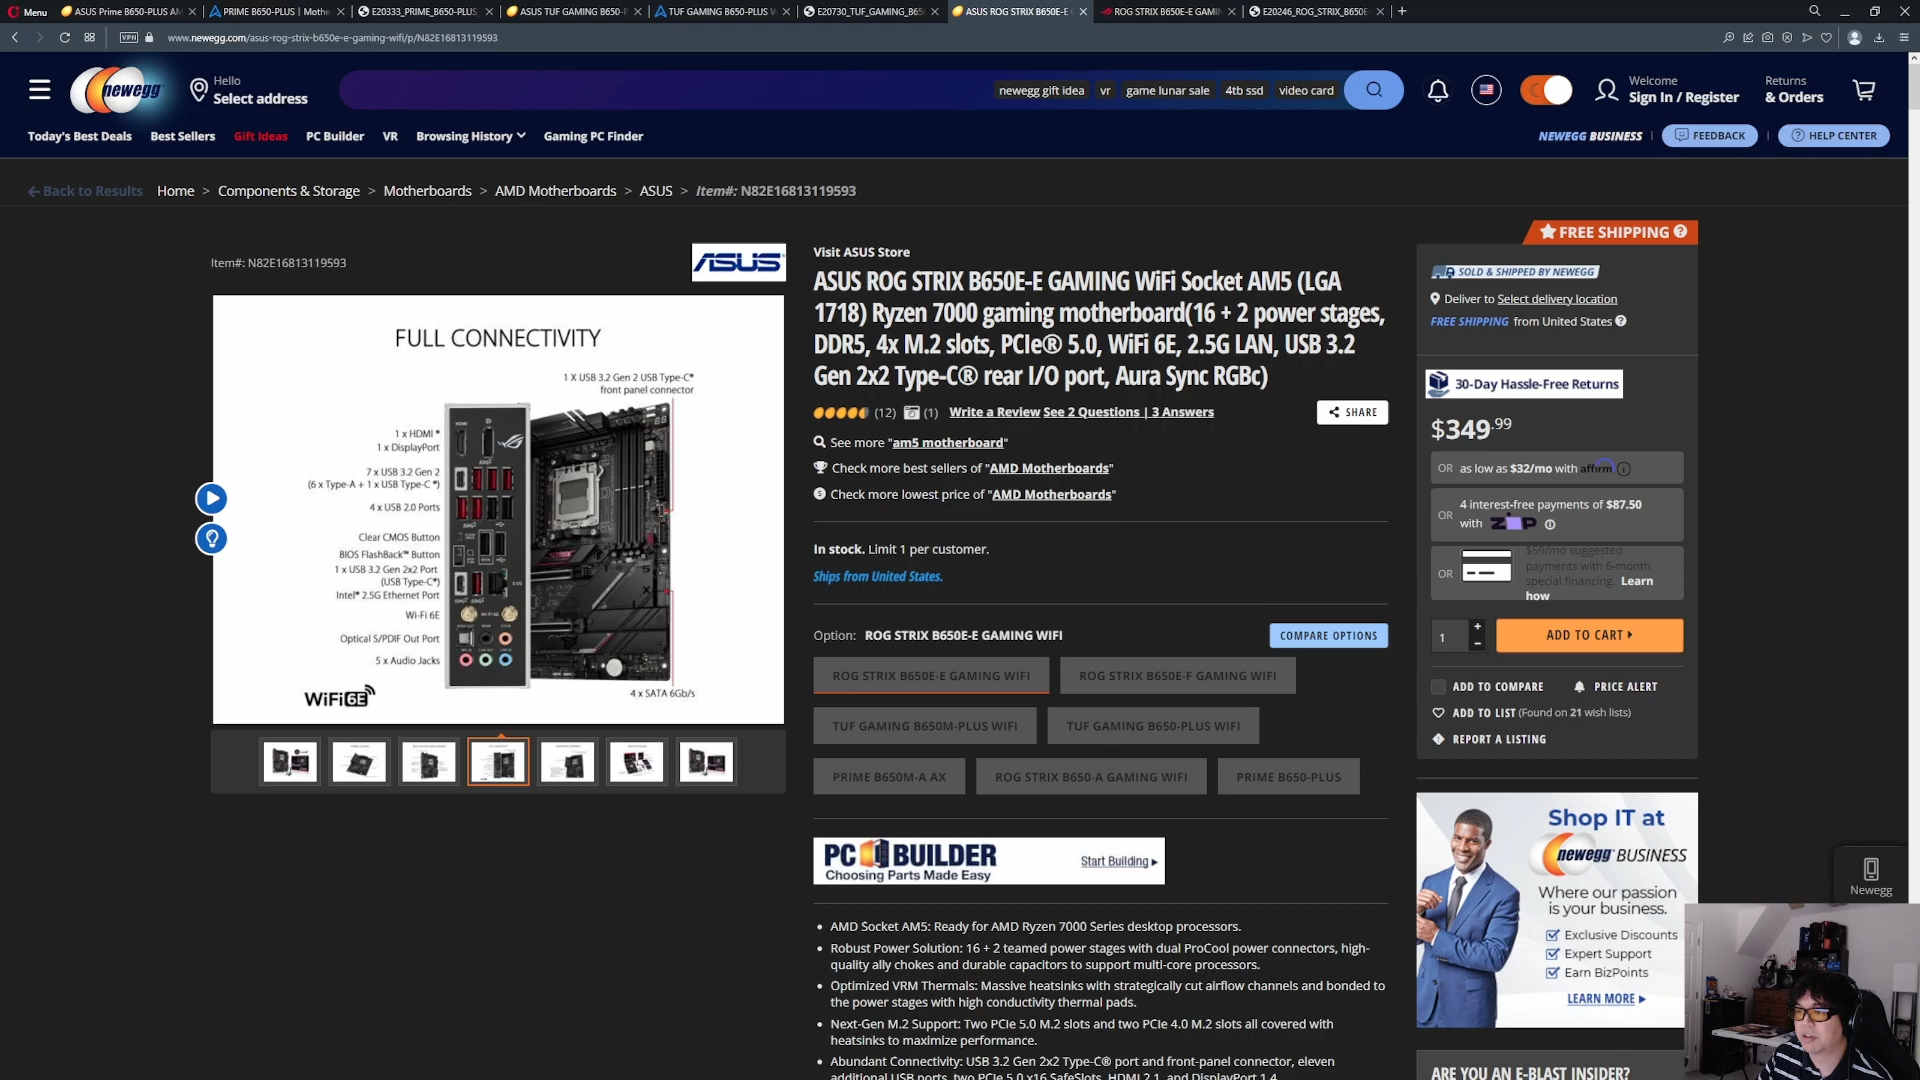 Menu
ASUS Prime B650-PLUS AM
PRIME B650-PLUS | Mothe
E20333_PRIME_B650-PLUS_
ASUS TUF GAMING B650-P
TUF GAMING B650-PLUS W
E20730_TUF_GAMING_B65
ASUS ROG STRIX B650E-E G
ROG STRIX B650E-E GAMIN
E20246_ROG_STRIX_B650E
VPN
www.newegg.com/asus-rog-strix-b650e-e-gaming-wifi/p/N82E16813119593
newegg
Hello
Select address
newegg gift idea
vr
game lunar sale
4tb ssd
video card
Welcome
Sign In / Register
Returns
& Orders
Today's Best Deals
Best Sellers
Gift Ideas
PC Builder
VR
Browsing History
Gaming PC Finder
NEWEGG BUSINESS
FEEDBACK
HELP CENTER
Back to Results
Home > Components & Storage > Motherboards > AMD Motherboards > ASUS > Item#: N82E16813119593
Item#: N82E16813119593
ASUS
FULL CONNECTIVITY
1 X USB 3.2 Gen 2 USB Type-C®
front panel connector
1 x HDMI ®
1 x DisplayPort
7 x USB 3.2 Gen 2
(6 x Type-A + 1 x USB Type-C ®)
4 x USB 2.0 Ports
Clear CMOS Button
BIOS FlashBack™ Button
1 x USB 3.2 Gen 2x2 Port
(USB Type-C®)
Intel® 2.5G Ethernet Port
Wi-Fi 6E
Optical S/PDIF Out Port
5 x Audio Jacks
4 x SATA 6Gb/s
WiFi 6E
Visit ASUS Store
ASUS ROG STRIX B650E-E GAMING WiFi Socket AM5 (LGA
1718) Ryzen 7000 gaming motherboard(16 + 2 power stages,
DDR5, 4x M.2 slots, PCIe® 5.0, WiFi 6E, 2.5G LAN, USB 3.2
Gen 2x2 Type-C® rear I/O port, Aura Sync RGBc)
(12)
(1)
Write a Review
See 2 Questions | 3 Answers
SHARE
See more "am5 motherboard"
Check more best sellers of "AMD Motherboards"
Check more lowest price of "AMD Motherboards"
In stock. Limit 1 per customer.
Ships from United States.
Option: ROG STRIX B650E-E GAMING WIFI
COMPARE OPTIONS
ROG STRIX B650E-E GAMING WIFI
ROG STRIX B650E-F GAMING WIFI
TUF GAMING B650M-PLUS WIFI
TUF GAMING B650-PLUS WIFI
PRIME B650M-A AX
ROG STRIX B650-A GAMING WIFI
PRIME B650-PLUS
PC BUILDER
Choosing Parts Made Easy
Start Building
AMD Socket AM5: Ready for AMD Ryzen 7000 Series desktop processors.
Robust Power Solution: 16 + 2 teamed power stages with dual ProCool power connectors, high-
quality ally chokes and durable capacitors to support multi-core processors.
Optimized VRM Thermals: Massive heatsinks with strategically cut airflow channels and bonded to
the power stages with high conductivity thermal pads.
Next-Gen M.2 Support: Two PCIe 5.0 M.2 slots and two PCIe 4.0 M.2 slots all covered with
heatsinks to maximize performance.
Abundant Connectivity: USB 3.2 Gen 2x2 Type-C® port and front-panel connector, eleven
additional USB ports, two PCIe 5.0 x16 SafeSlots, HDMI 2.1, and DisplayPort 1.4
FREE SHIPPING
SOLD & SHIPPED BY NEWEGG
Deliver to Select delivery location
FREE SHIPPING from United States
30-Day Hassle-Free Returns
$349.99
OR as low as $32/mo with affirm
OR 4 interest-free payments of $87.50
with ZIP
OR $59/mo suggested
payments with 6-month
special financing. Learn
how
1
ADD TO CART
ADD TO COMPARE
PRICE ALERT
ADD TO LIST (Found on 21 wish lists)
REPORT A LISTING
Shop IT at
newegg BUSINESS
Where our passion
is your business.
Exclusive Discounts
Expert Support
Earn BizPoints
LEARN MORE
Newegg
ARE YOU AN E-BLAST INSIDER?